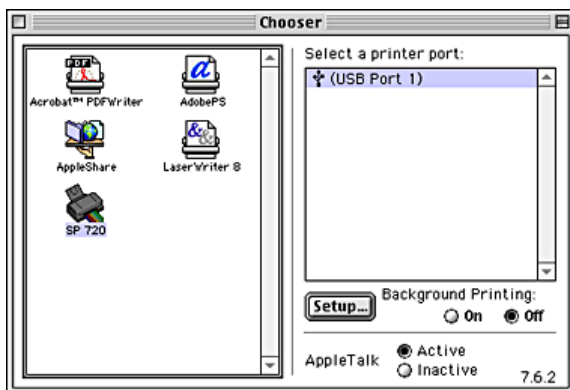 Chooser
Acrobat™ PDFWriter
AdobePS
AppleShare
LaserWriter 8
SP 720
Select a printer port:
(USB Port 1)
Setup...
Background Printing:
On
Off
AppleTalk
Active
Inactive
7.6.2